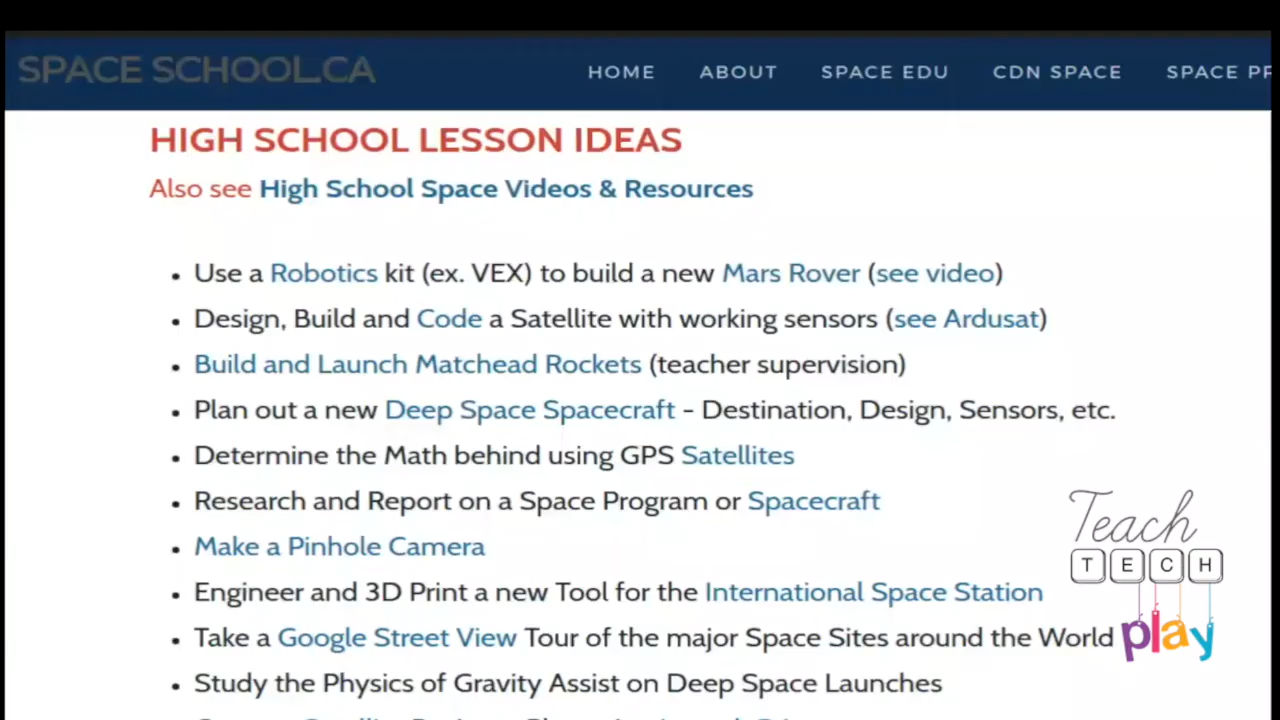 SPACE SCHOOL.CA HOME ABOUT SPACE EDU CDN SPACE SPACE
HIGH SCHOOL LESSON IDEAS
Also see High School Space Videos & Resources
• Use a Robotics kit (ex. VEX) to build a new Mars Rover (see video)
• Design, Build and Code a Satellite with working sensors (see Ardusat)
• Build and Launch Matchead Rockets (teacher supervision)
• Plan out a new Deep Space Spacecraft - Destination, Design, Sensors, etc.
• Determine the Math behind using GPS Satellites
• Research and Report on a Space Program or Spacecraft
• Make a Pinhole Camera
• Engineer and 3D Print a new Tool for the International Space Station
• Take a Google Street View Tour of the major Space Sites around the World
• Study the Physics of Gravity Assist on Deep Space Launches
Teach
TECH
play